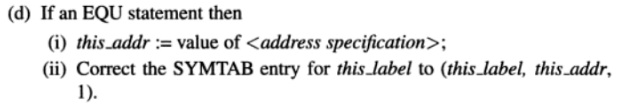 (d) If an EQU statement then
(i) this_addr := value of <address specification>;
(ii) Correct the SYMTAB entry for this_label to (this_label, this_addr,
1).